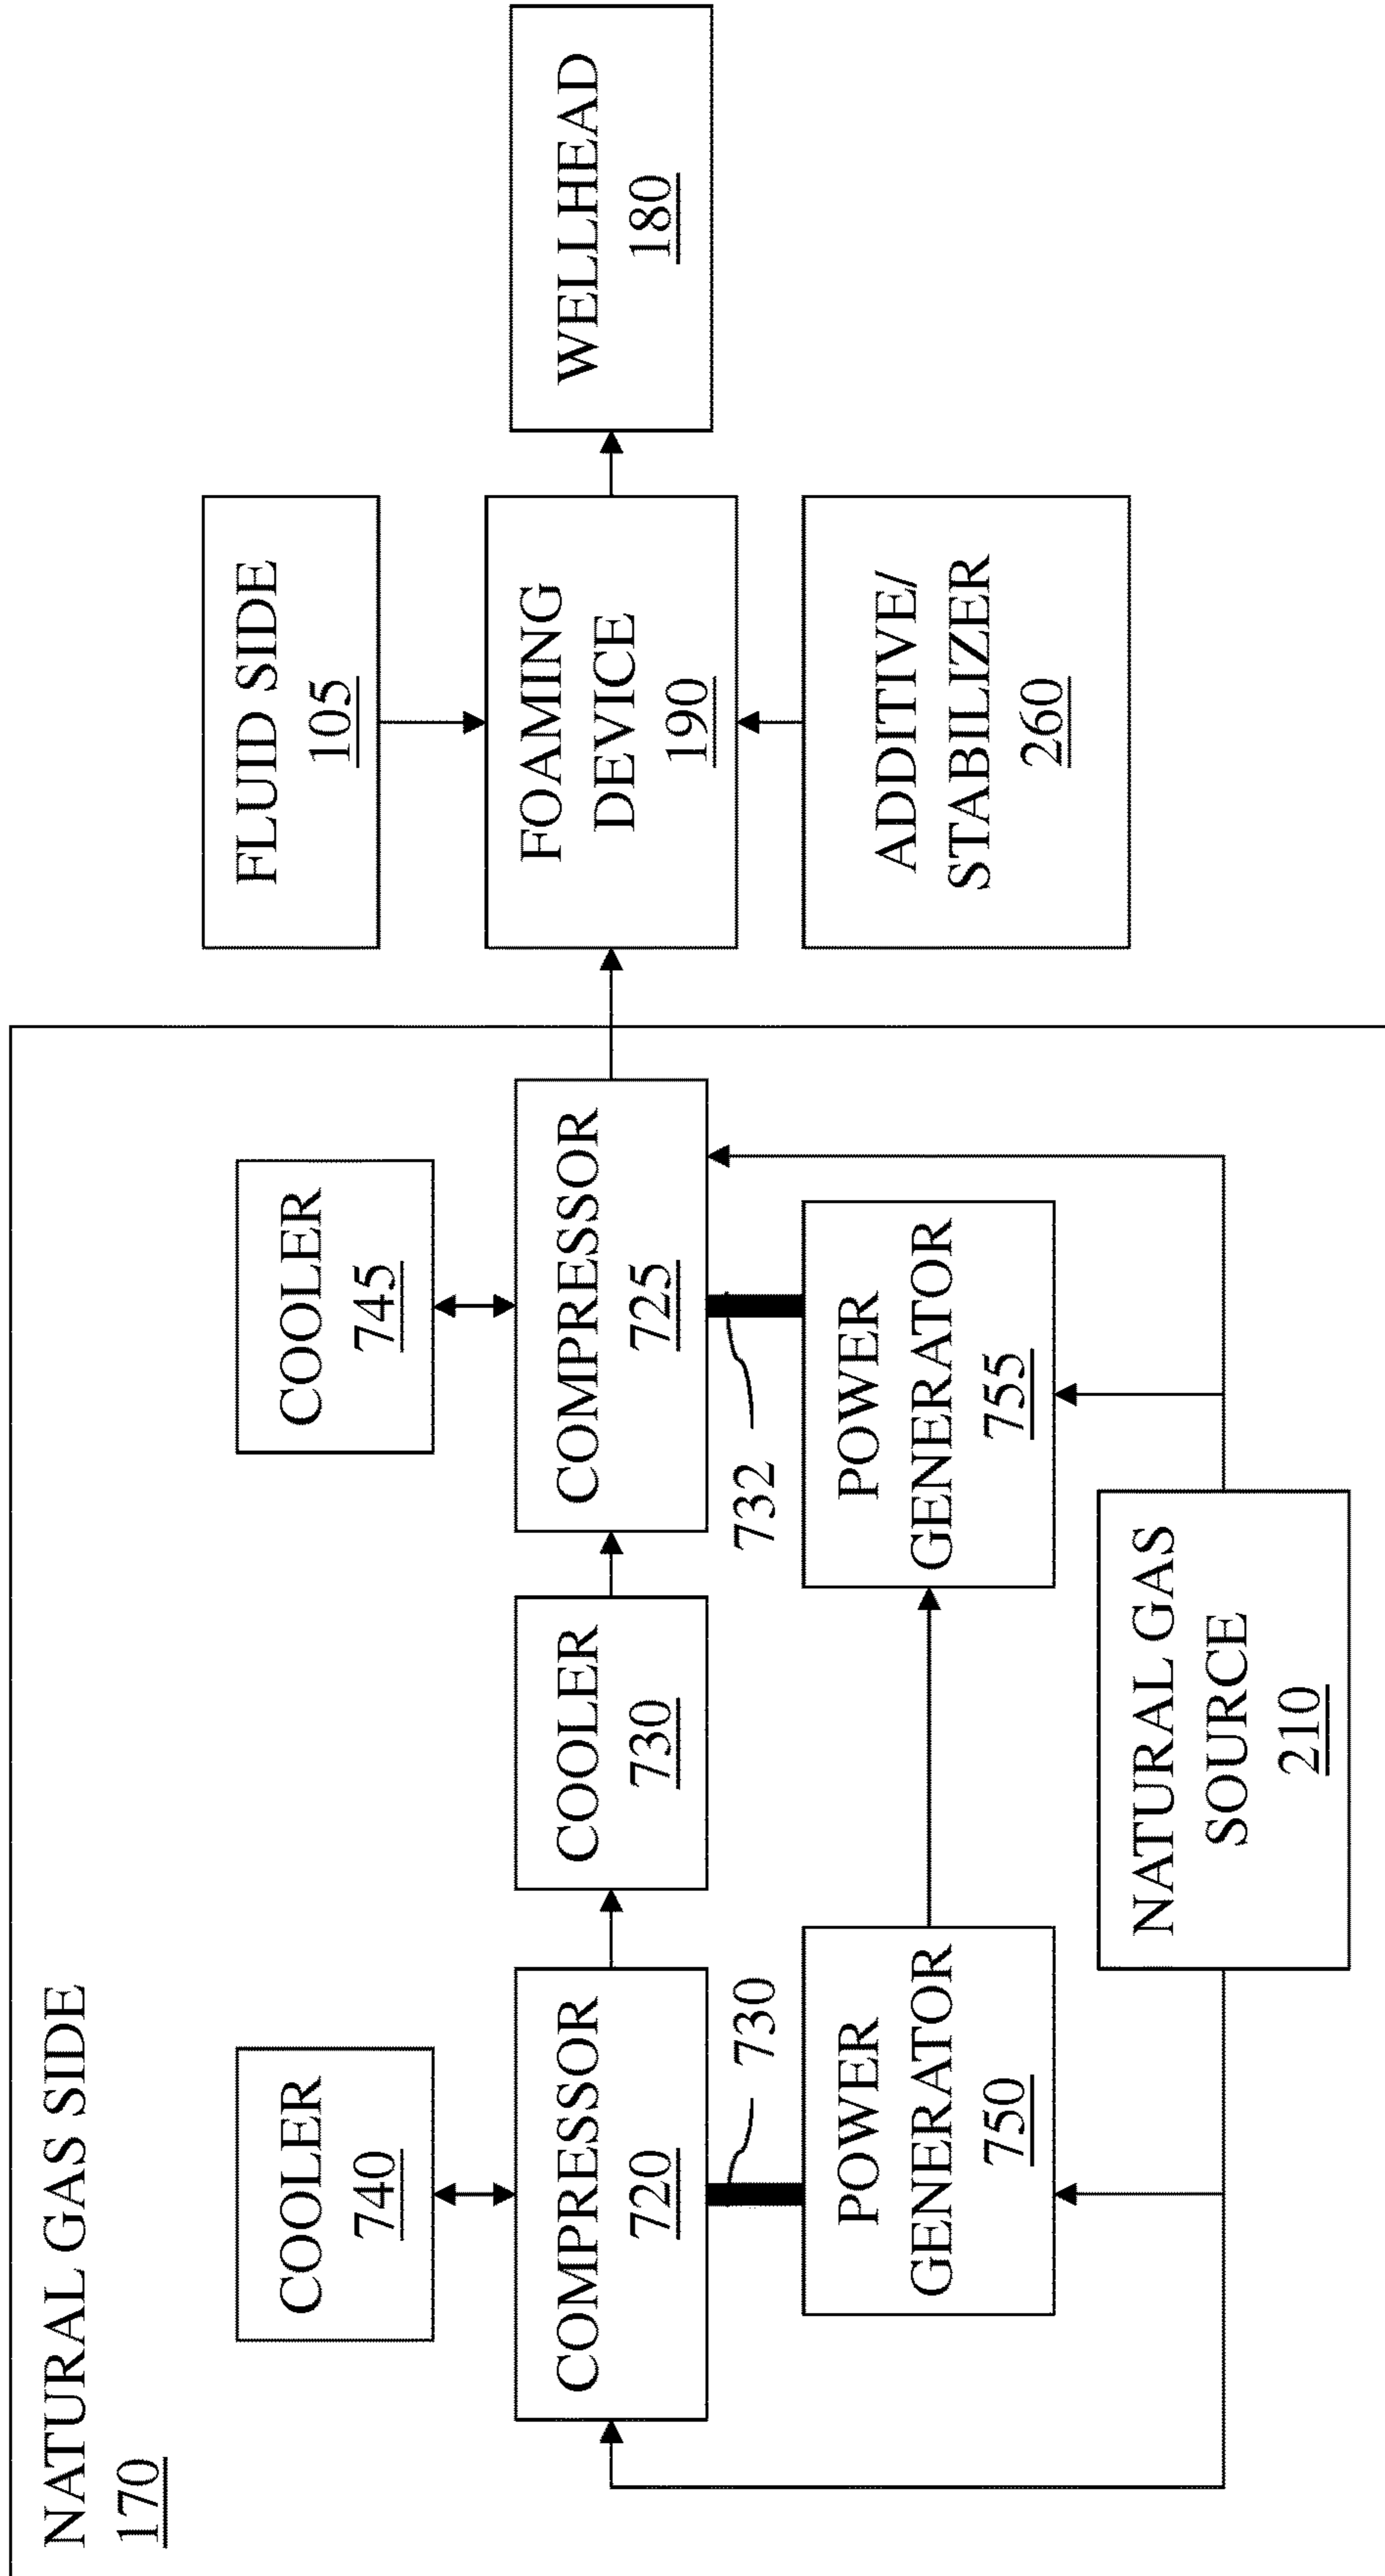 NATURAL GAS SIDE
170
COOLER
740
COOLER
745
FLUID SIDE
105
COMPRESSOR
720
COOLER
730
COMPRESSOR
725
FOAMING
DEVICE
190
WELLHEAD
180
730
732
POWER
GENERATOR
750
POWER
GENERATOR
755
ADDITIVE/
STABILIZER
260
NATURAL GAS
SOURCE
210